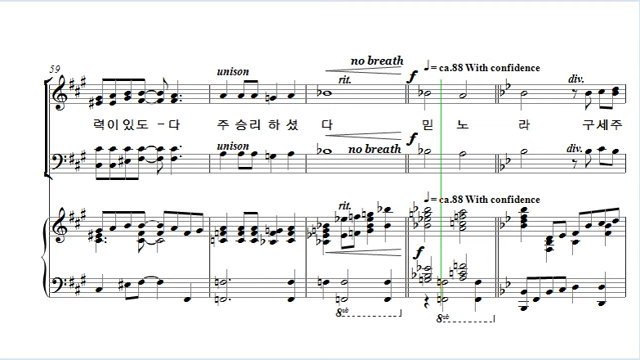 59
unison
no breath
rit.
f
♩= ca.88 With confidence
div.
력이있도 -다 주승리하셨 다 믿 노 라 구세주
unison
no breath
f
div.
rit.
♩= ca.88 With confidence
f
8vb
8vb